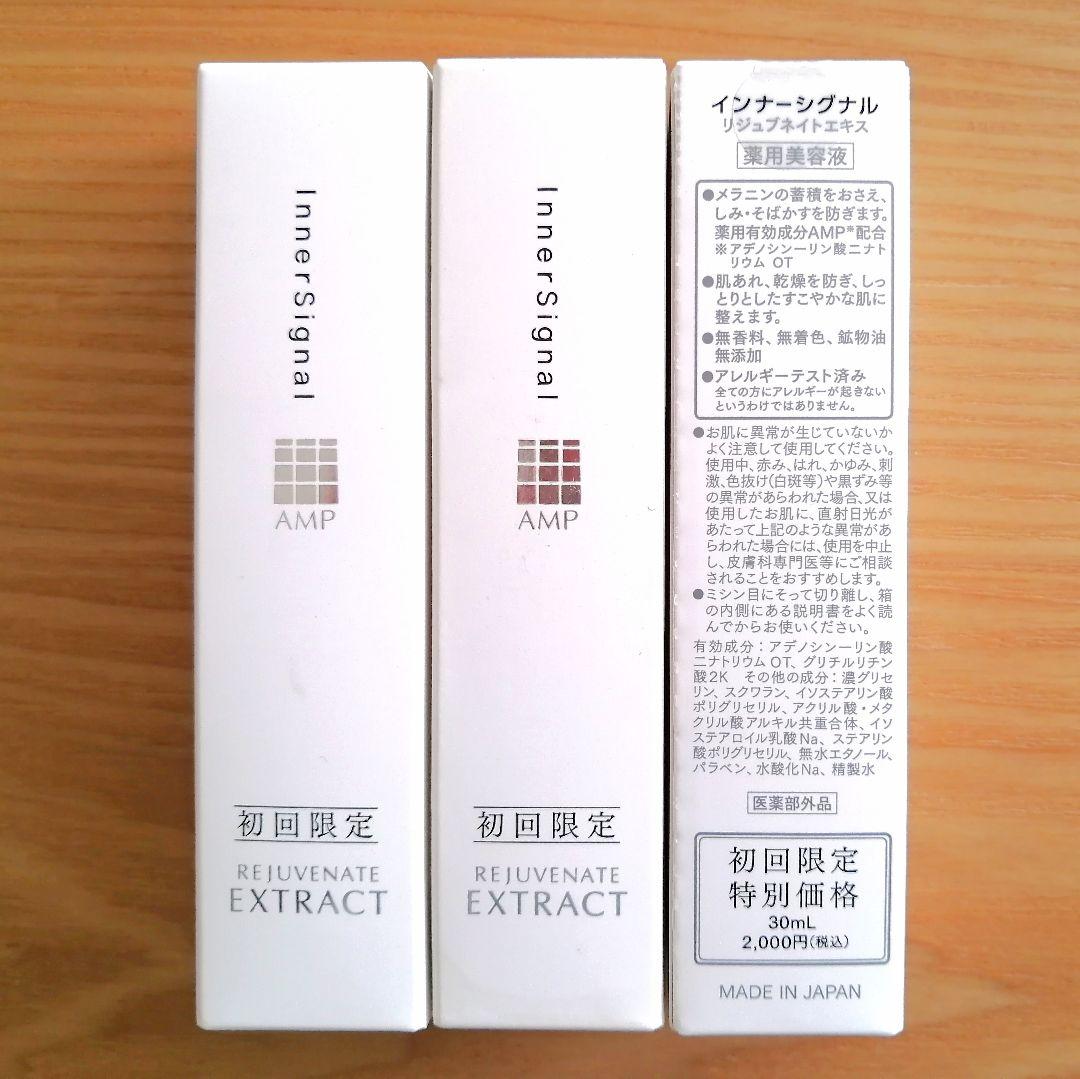 InnerSignal
AMP
初回限定
REJUVENATE
EXTRACT
InnerSignal
AMP
初回限定
REJUVENATE
EXTRACT
インナーシグナル
リジュブネイトエキス
薬用美容液
●メラニンの蓄積をおさえ、
しみ・そばかすを防ぎます。
薬用有効成分AMP※配合
※アデノシン一リン酸二ナト
リウム OT
●肌あれ、乾燥を防ぎ、しっ
とりとしたすこやかな肌に
整えます。
●無香料、無着色、鉱物油
無添加
●アレルギーテスト済み
全ての方にアレルギーが起きない
というわけではありません。
●お肌に異常が生じていないか
よく注意して使用してください。
使用中、赤み、はれ、かゆみ、刺
激、色抜け(白斑等)や黒ずみ等
の異常があらわれた場合、又は
使用したお肌に、直射日光が
あたって上記のような異常があ
らわれた場合には、使用を中止
し、皮膚科専門医等にご相談
されることをおすすめします。
●ミシン目にそって切り離し、箱
の内側にある説明書をよく読
んでからお使いください。
有効成分：アデノシン一リン酸
二ナトリウム OT、グリチルリチン
酸2K その他の成分：濃グリセ
リン、スクワラン、イソステアリン酸
ポリグリセリル、アクリル酸・メタ
クリル酸アルキル共重合体、イソ
ステアロイル乳酸Na、ステアリン
酸ポリグリセリル、無水エタノール、
パラベン、水酸化Na、精製水
医薬部外品
初回限定
特別価格
30mL
2,000円(税込)
MADE IN JAPAN